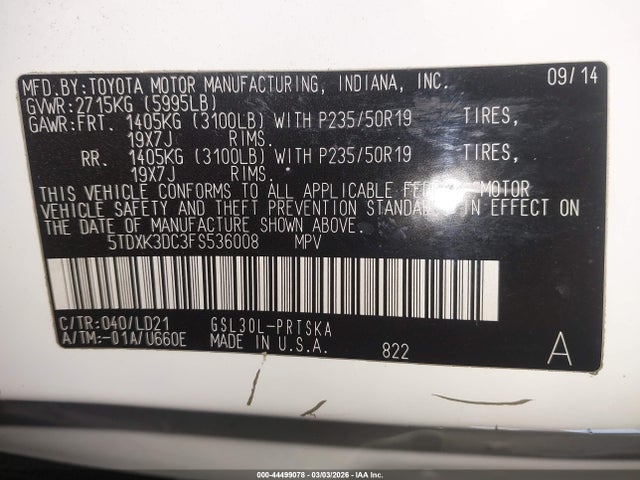 MFD.BY:TOYOTA MOTOR MANUFACTURING, INDIANA, INC. 09/14
GVWR:2715KG (5995LB)
GAWR:FRT. 1405KG (3100LB) WITH P235/50R19 TIRES,
19X7J RIMS.
RR. 1405KG (3100LB) WITH P235/50R19 TIRES,
19X7J RIMS.
THIS VEHICLE CONFORMS TO ALL APPLICABLE FEDERAL MOTOR
VEHICLE SAFETY AND THEFT PREVENTION STANDARDS IN EFFECT ON
THE DATE OF MANUFACTURE SHOWN ABOVE.
5TDXK3DC3FS536008 MPV
C/TR:040/LD21 GSL30L-PRTSKA
A/TM:-01A/U660E MADE IN U.S.A. 822 A
000-44499078 | 03/03/2026 | IAA Inc.